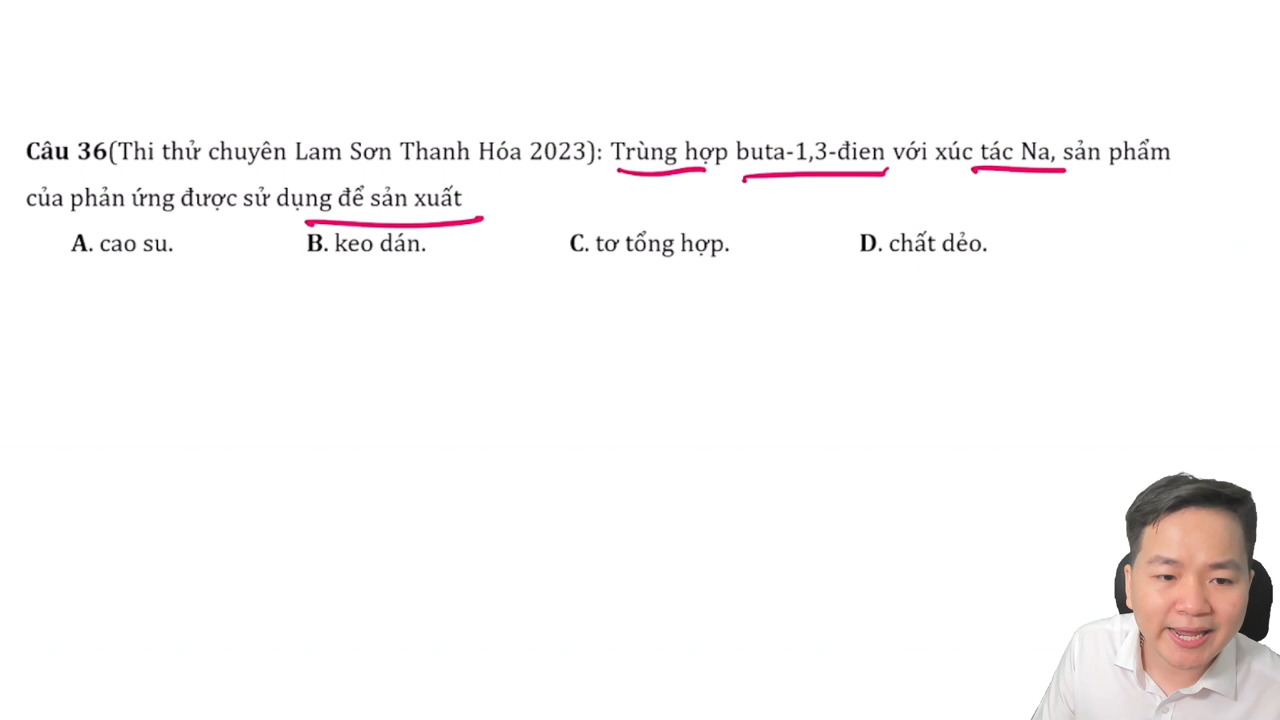 Câu 36(Thi thử chuyên Lam Sơn Thanh Hóa 2023): Trùng hợp buta-1,3-đien với xúc tác Na, sản phẩm
của phản ứng được sử dụng để sản xuất
A. cao su. B. keo dán. C. tơ tổng hợp. D. chất dẻo.